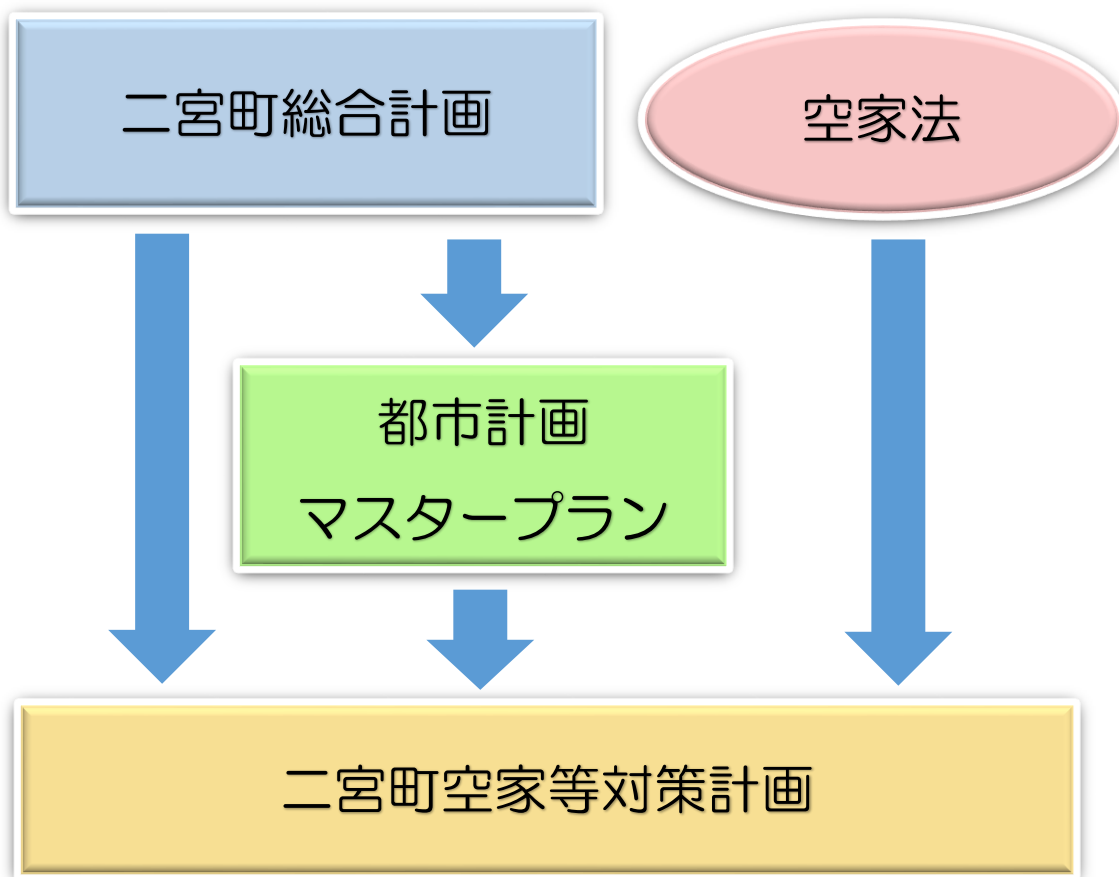 二宮町総合計画
空家法
都市計画
マスタープラン
二宮町空家等対策計画